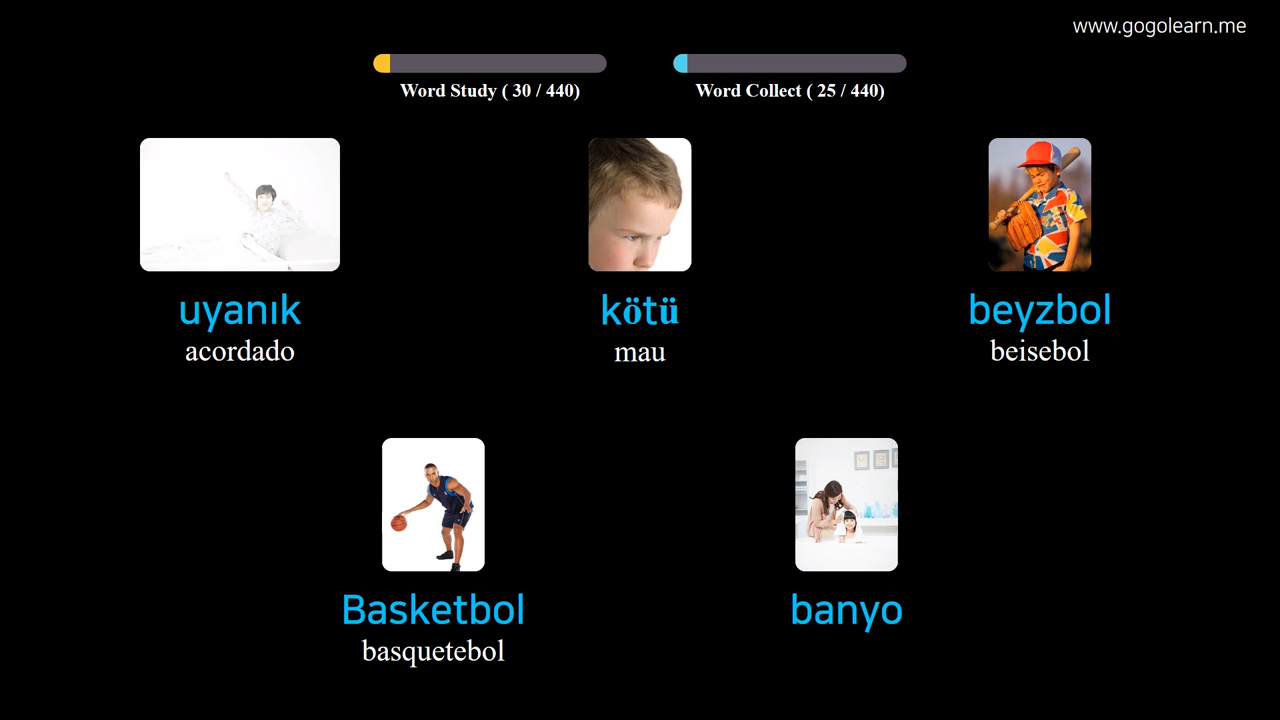 www.gogolearn.me
Word Study ( 30 / 440)
Word Collect ( 25 / 440)
uyanık
acordado
kötü
mau
beyzbol
beisebol
Basketbol
basquetebol
banyo